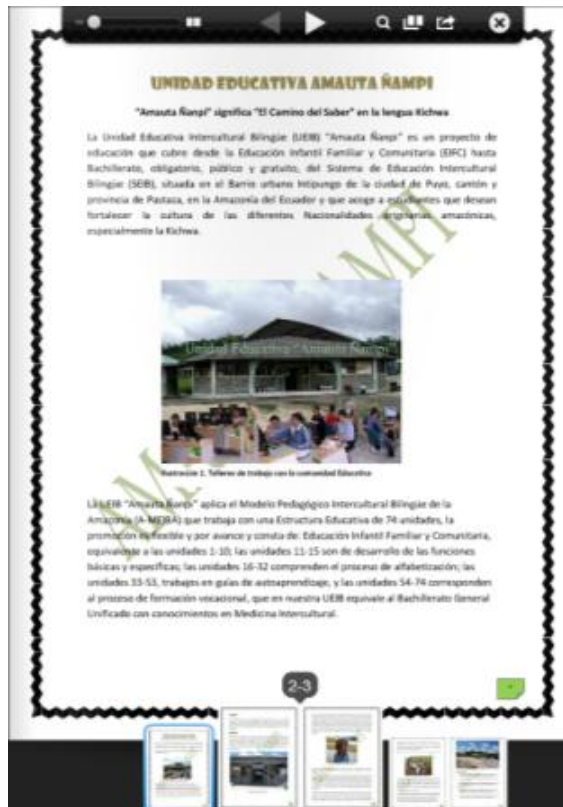 UNIDAD EDUCATIVA AMAUTA ÑAMPI
"Amauta Ñanpi" significa "El Camino del Saber" en la lengua Kichwa
La Unidad Educativa Intercultural Bilingüe (UEIB) "Amauta Ñanpi" es un proyecto de
educación que cubre desde la Educación Infantil Familiar y Comunitaria (EIFC) hasta
Bachillerato, obligatorio, público y gratuito, del Sistema de Educación Intercultural
Bilingüe (SEIB), situada en el Barrio urbano Intipungo de la ciudad de Puyo, cantón y
provincia de Pastaza, en la Amazonía del Ecuador y que acoge a estudiantes que desean
fortalecer la cultura de las diferentes Nacionalidades originarias amazónicas,
especialmente la Kichwa.
Unidad Educativa "Amauta Ñanpi"
Ilustración 1. Talleres de trabajo con la comunidad Educativa
La UEIB "Amauta Ñanpi" aplica el Modelo Pedagógico Intercultural Bilingüe de la
Amazonía que trabaja con una Estructura Educativa de 74 unidades, la
promoción es flexible y por avance y consta de: Educación Infantil Familiar y Comunitaria,
equivalente a las unidades 1-10; las unidades 11-15 son de desarrollo de las funciones
básicas y específicas; las unidades 16-32 comprenden el proceso de alfabetización; las
unidades 33-53, trabajos en guías de autoaprendizaje, y las unidades 54-74 corresponden
al proceso de formación vocacional, que en nuestra UEIB equivale al Bachillerato General
Unificado con conocimientos en Medicina Intercultural.
2-3